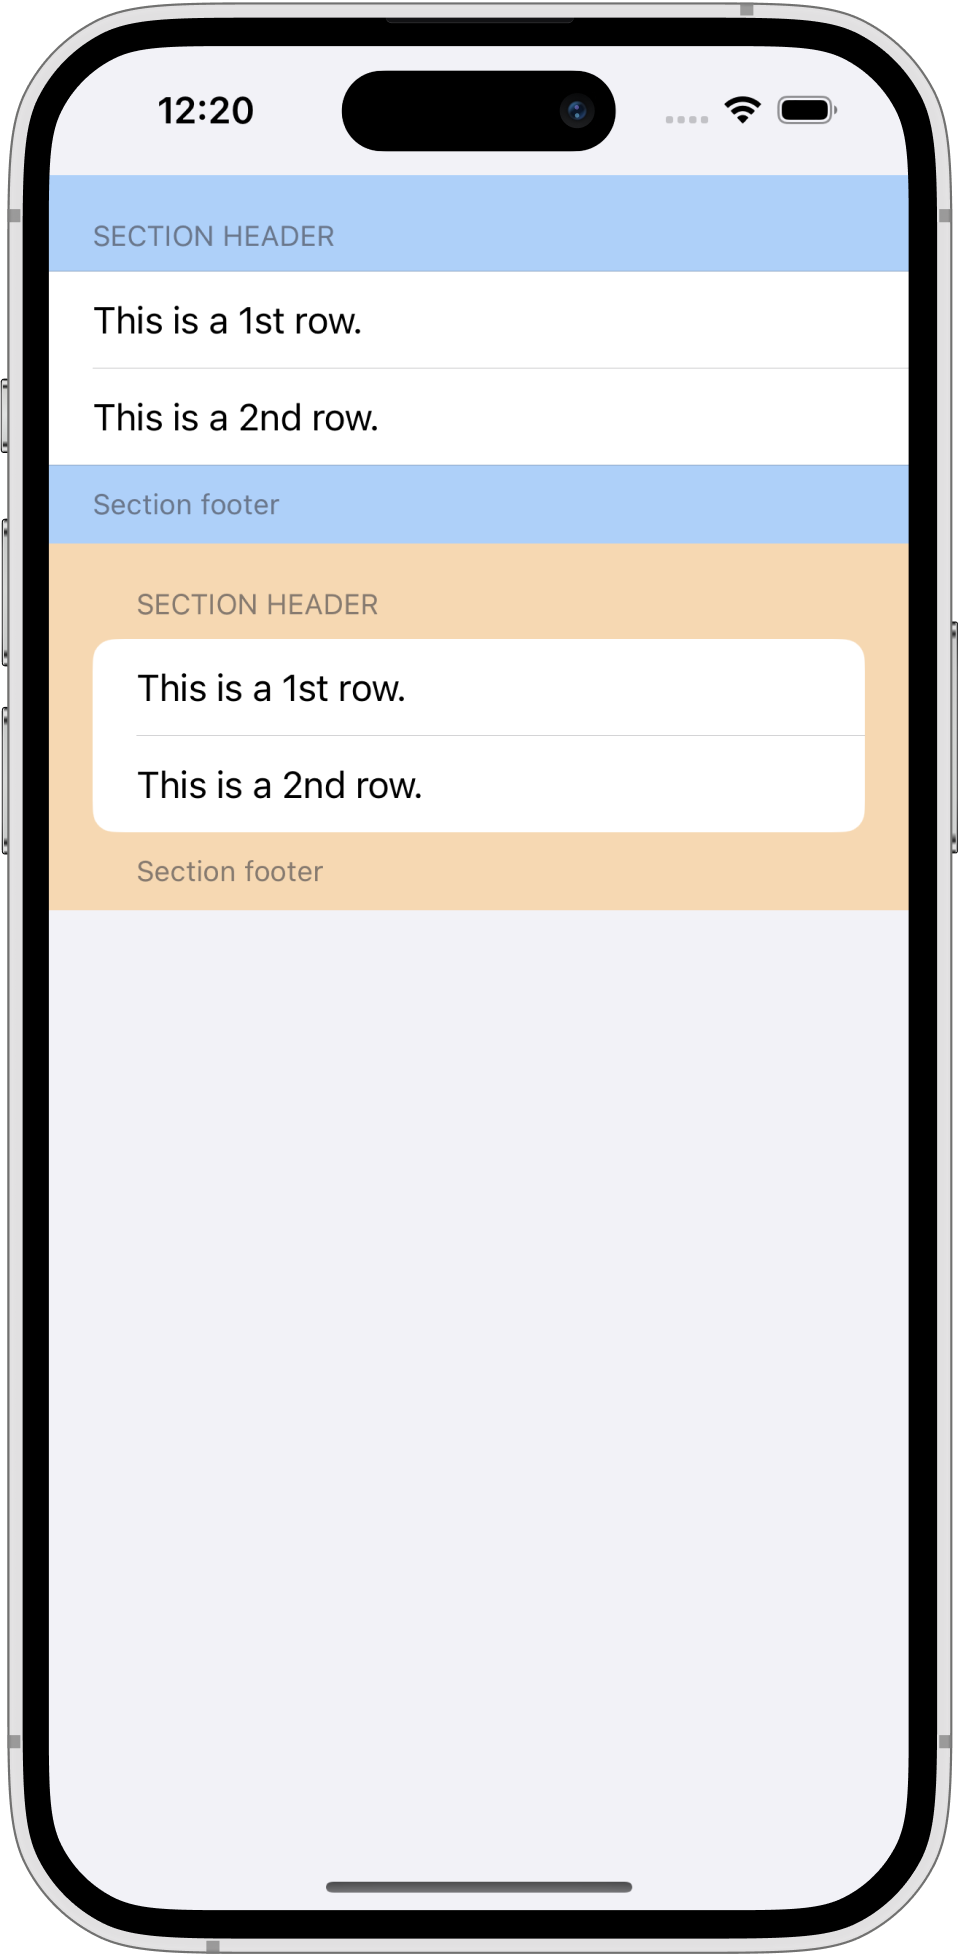 12:20
SECTION HEADER
This is a 1st row.
This is a 2nd row.
Section footer
SECTION HEADER
This is a 1st row.
This is a 2nd row.
Section footer